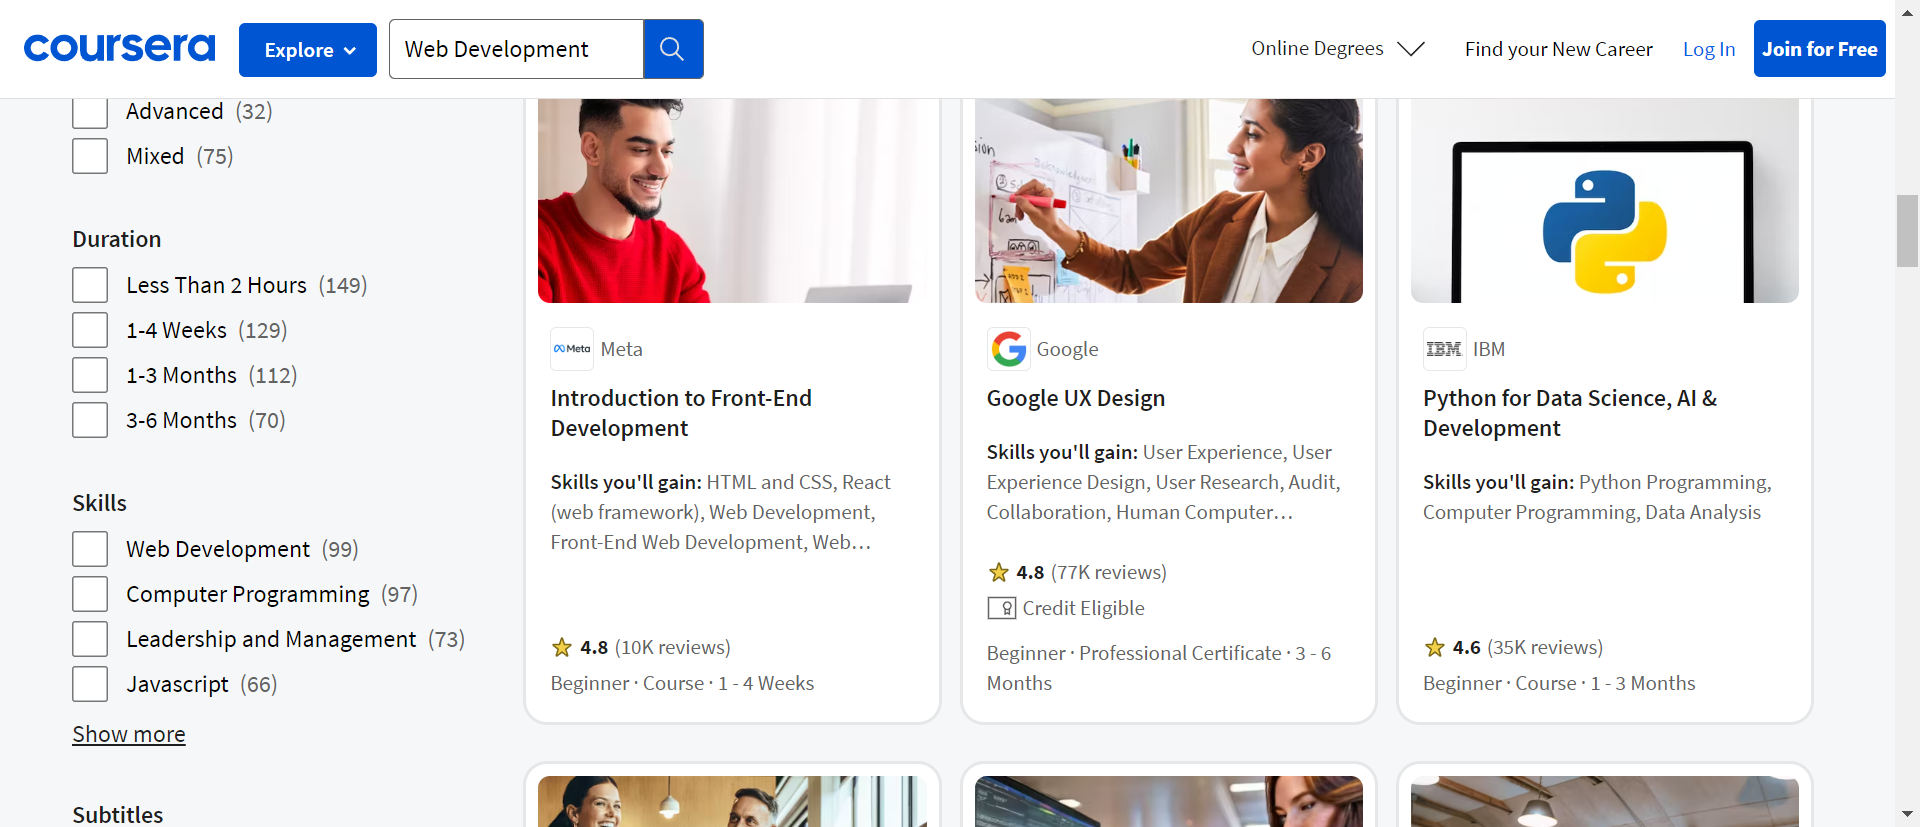 coursera
Explore
Web Development
Online Degrees
Find your New Career
Log In
Join for Free
Advanced (32)
Mixed (75)
Duration
Less Than 2 Hours (149)
1-4 Weeks (129)
1-3 Months (112)
3-6 Months (70)
Skills
Web Development (99)
Computer Programming (97)
Leadership and Management (73)
Javascript (66)
Show more
Subtitles
Meta Meta
Introduction to Front-End
Development
Skills you'll gain: HTML and CSS, React
(web framework), Web Development,
Front-End Web Development, Web…
4.8 (10K reviews)
Beginner · Course · 1 - 4 Weeks
Google
Google UX Design
Skills you'll gain: User Experience, User
Experience Design, User Research, Audit,
Collaboration, Human Computer…
4.8 (77K reviews)
Credit Eligible
Beginner · Professional Certificate · 3 - 6
Months
IBM IBM
Python for Data Science, AI &
Development
Skills you'll gain: Python Programming,
Computer Programming, Data Analysis
4.6 (35K reviews)
Beginner · Course · 1 - 3 Months